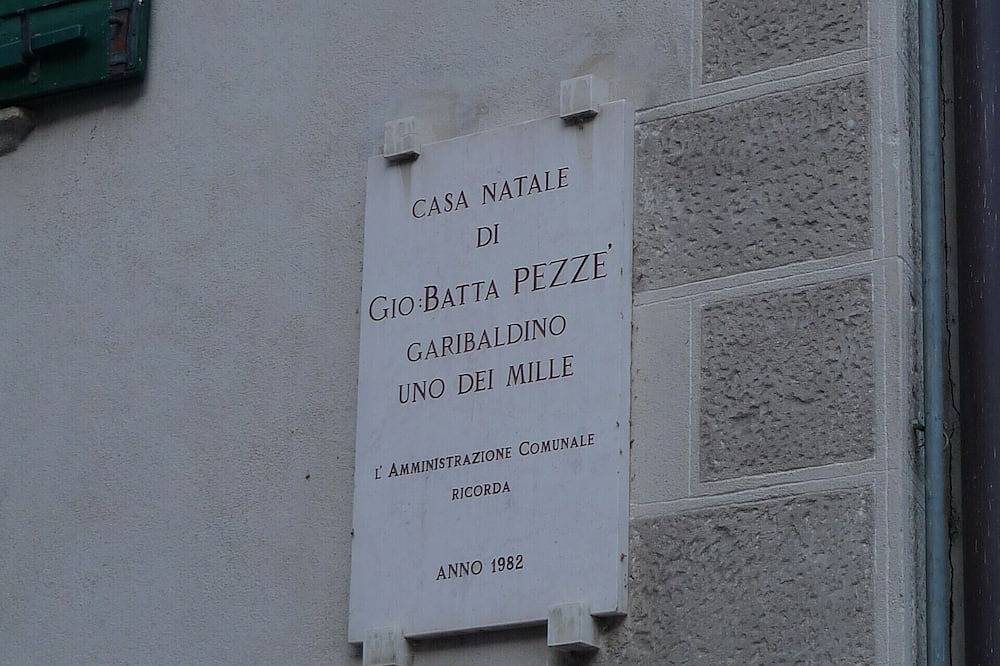 CASA NATALE
DI
GIO: BATTA PEZZE'
GARIBALDINO
UNO DEI MILLE
L' AMMINISTRAZIONE COMUNALE
RICORDA
ANNO 1982